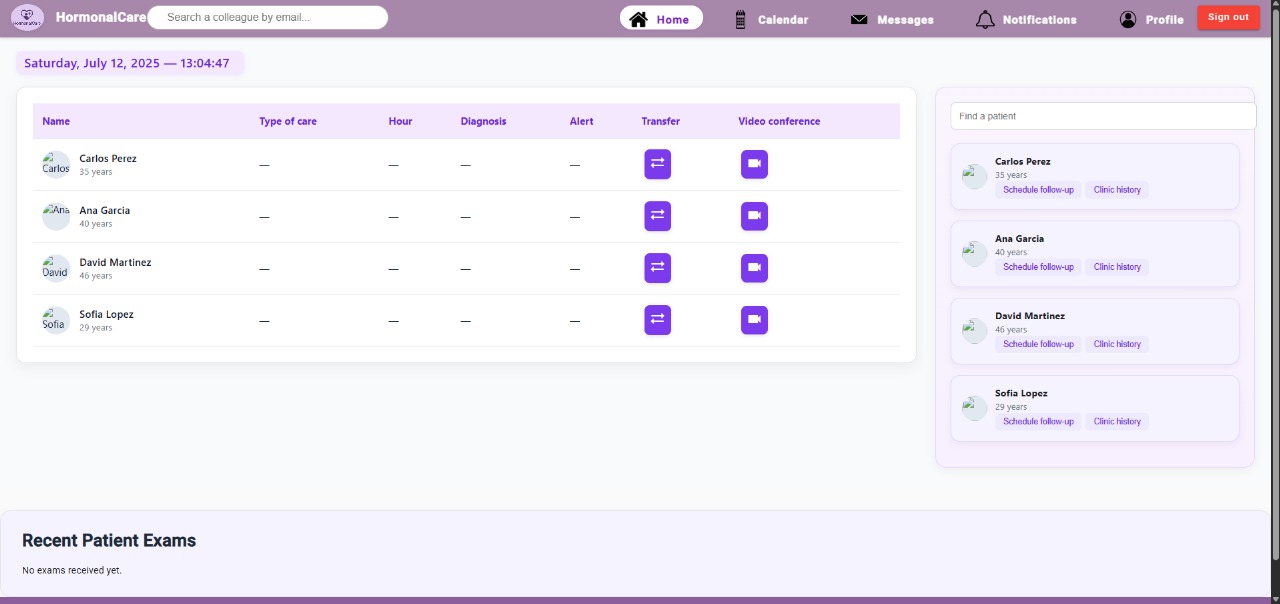 HormonalCare
Search a colleague by email...
Home
Calendar
Messages
Notifications
Profile
Sign out
Saturday, July 12, 2025 — 13:04:47
Name Type of care Hour Diagnosis Alert Transfer Video conference
Carlos Carlos Perez — — — —
35 years
Ana Ana Garcia — — — —
40 years
David David Martinez — — — —
46 years
Sofia Sofia Lopez — — — —
29 years
Find a patient
Carlos Perez
35 years
Schedule follow-up Clinic history
Ana Garcia
40 years
Schedule follow-up Clinic history
David Martinez
46 years
Schedule follow-up Clinic history
Sofia Lopez
29 years
Schedule follow-up Clinic history
Recent Patient Exams
No exams received yet.